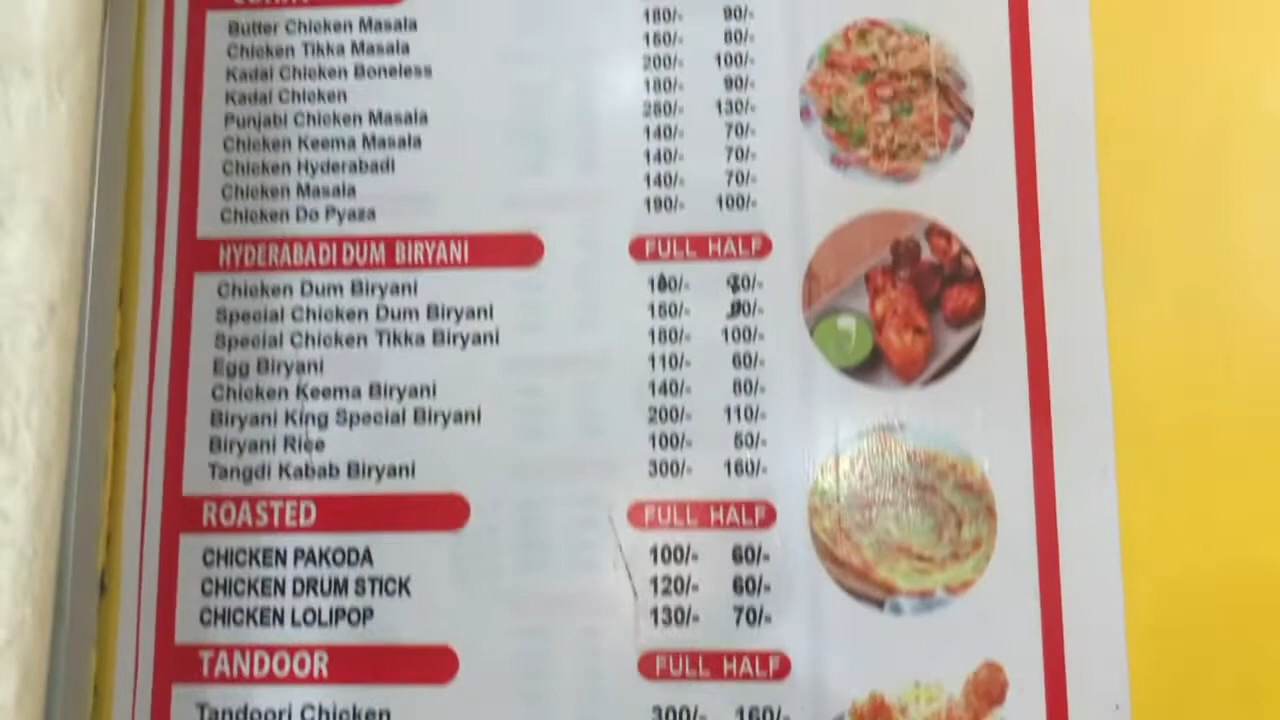 Butter Chicken Masala 180/- 90/-
Chicken Tikka Masala 160/- 80/-
Kadai Chicken Boneless 200/- 100/-
Kadai Chicken 180/- 90/-
Punjabi Chicken Masala 260/- 130/-
Chicken Keema Masala 140/- 70/-
Chicken Hyderabadi 140/- 70/-
Chicken Masala 140/- 70/-
Chicken Do Pyaza 190/- 100/-
HYDERABADI DUM BIRYANI FULL HALF
Chicken Dum Biryani
Special Chicken Dum Biryani 160/- 90/-
Special Chicken Tikka Biryani 180/- 100/-
Egg Biryani 110/- 60/-
Chicken Keema Biryani 140/- 80/-
Biryani King Special Biryani 200/- 110/-
Biryani Rice 100/- 50/-
Tangdi Kabab Biryani 300/- 160/-
ROASTED FULL HALF
CHICKEN PAKODA 100/- 60/-
CHICKEN DRUM STICK 120/- 60/-
CHICKEN LOLIPOP 130/- 70/-
TANDOOR FULL HALF
Tandoori Chicken 300/- 160/-